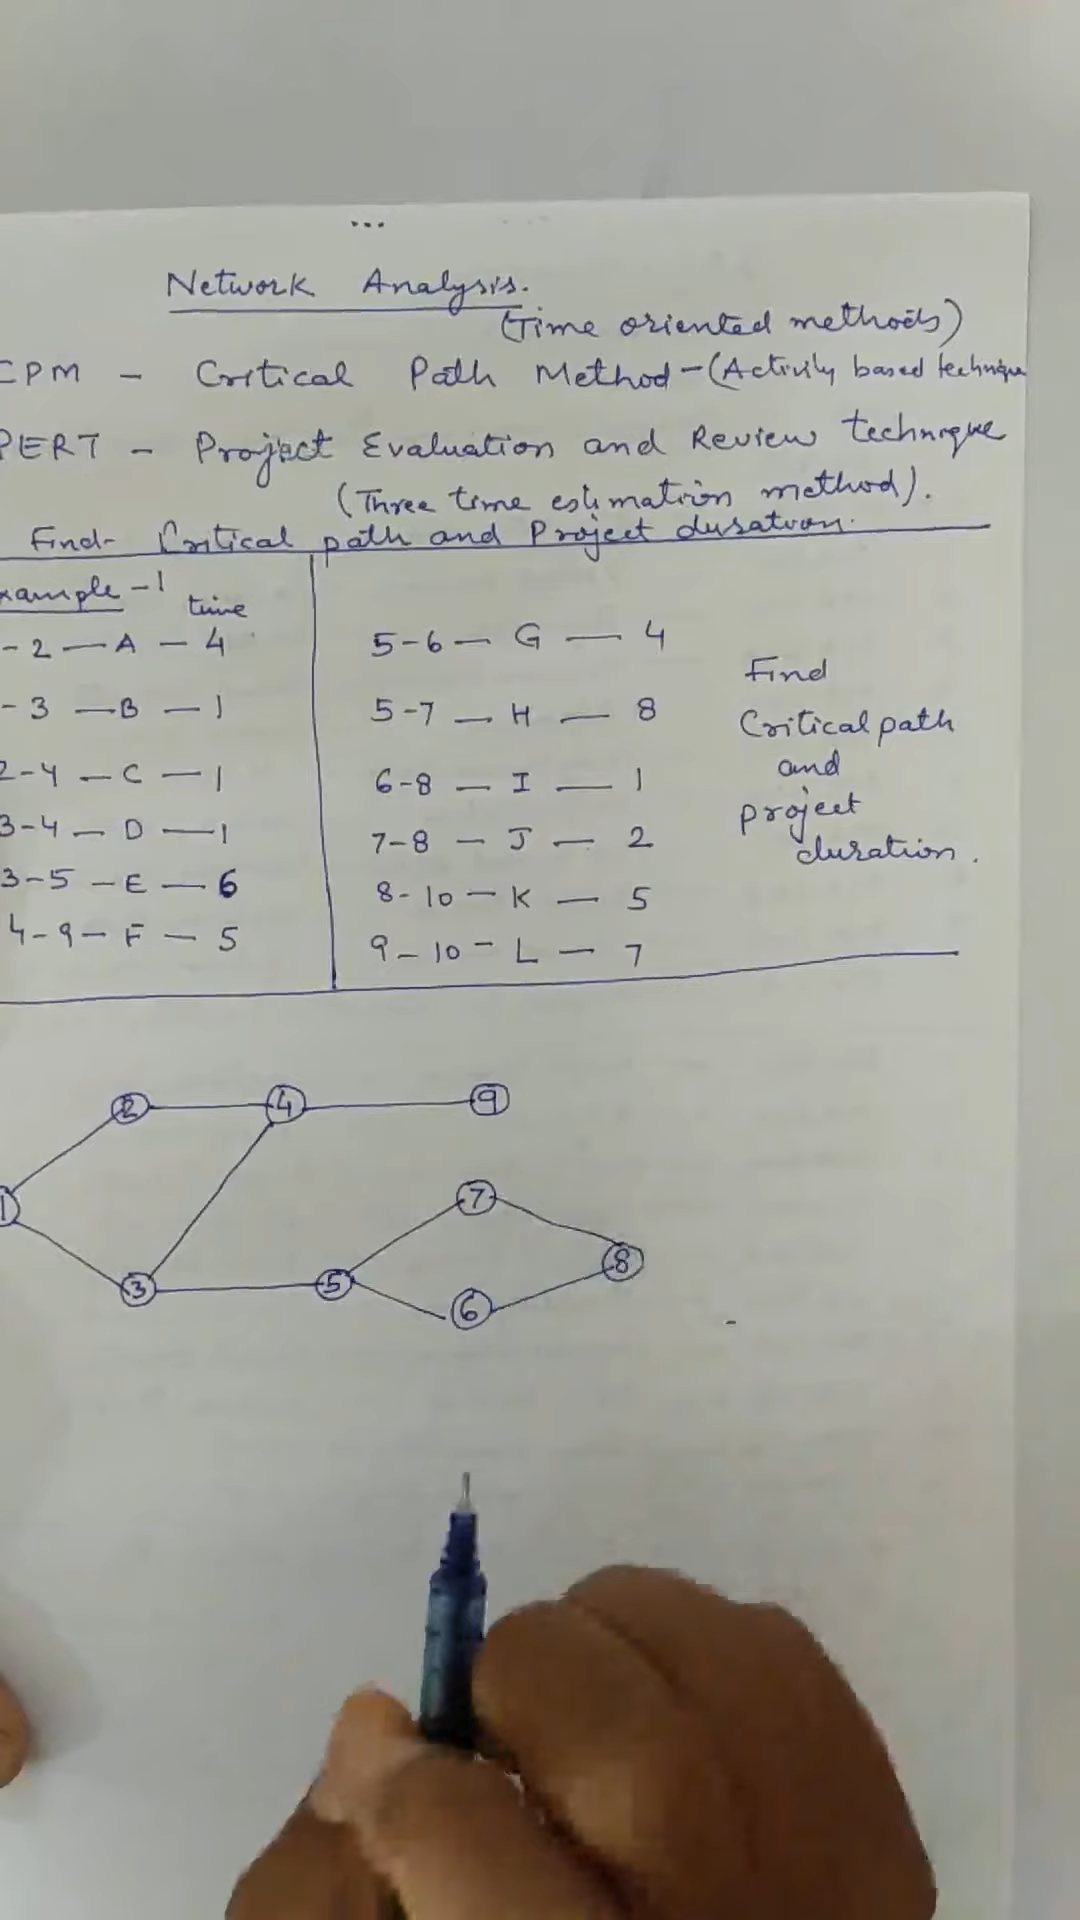 Network Analysis.
(Time oriented methods)
CPM - Critical Path Method - (Activity based technique
PERT - Project Evaluation and Review technique
(Three time estimation method).
Find- Critical path and Project duration.
xample -1 time
- 2 — A — 4
- 3 — B — 1
2-4 — C — 1
3-4 — D — 1
3-5 — E — 6
4-9 — F — 5
5-6 — G — 4
5-7 — H — 8
6-8 — I — 1
7-8 — J — 2
8-10 — K — 5
9-10 - L — 7
Find
Critical path
and
project
duration.
2 4 9
1 7
3 5 6 8